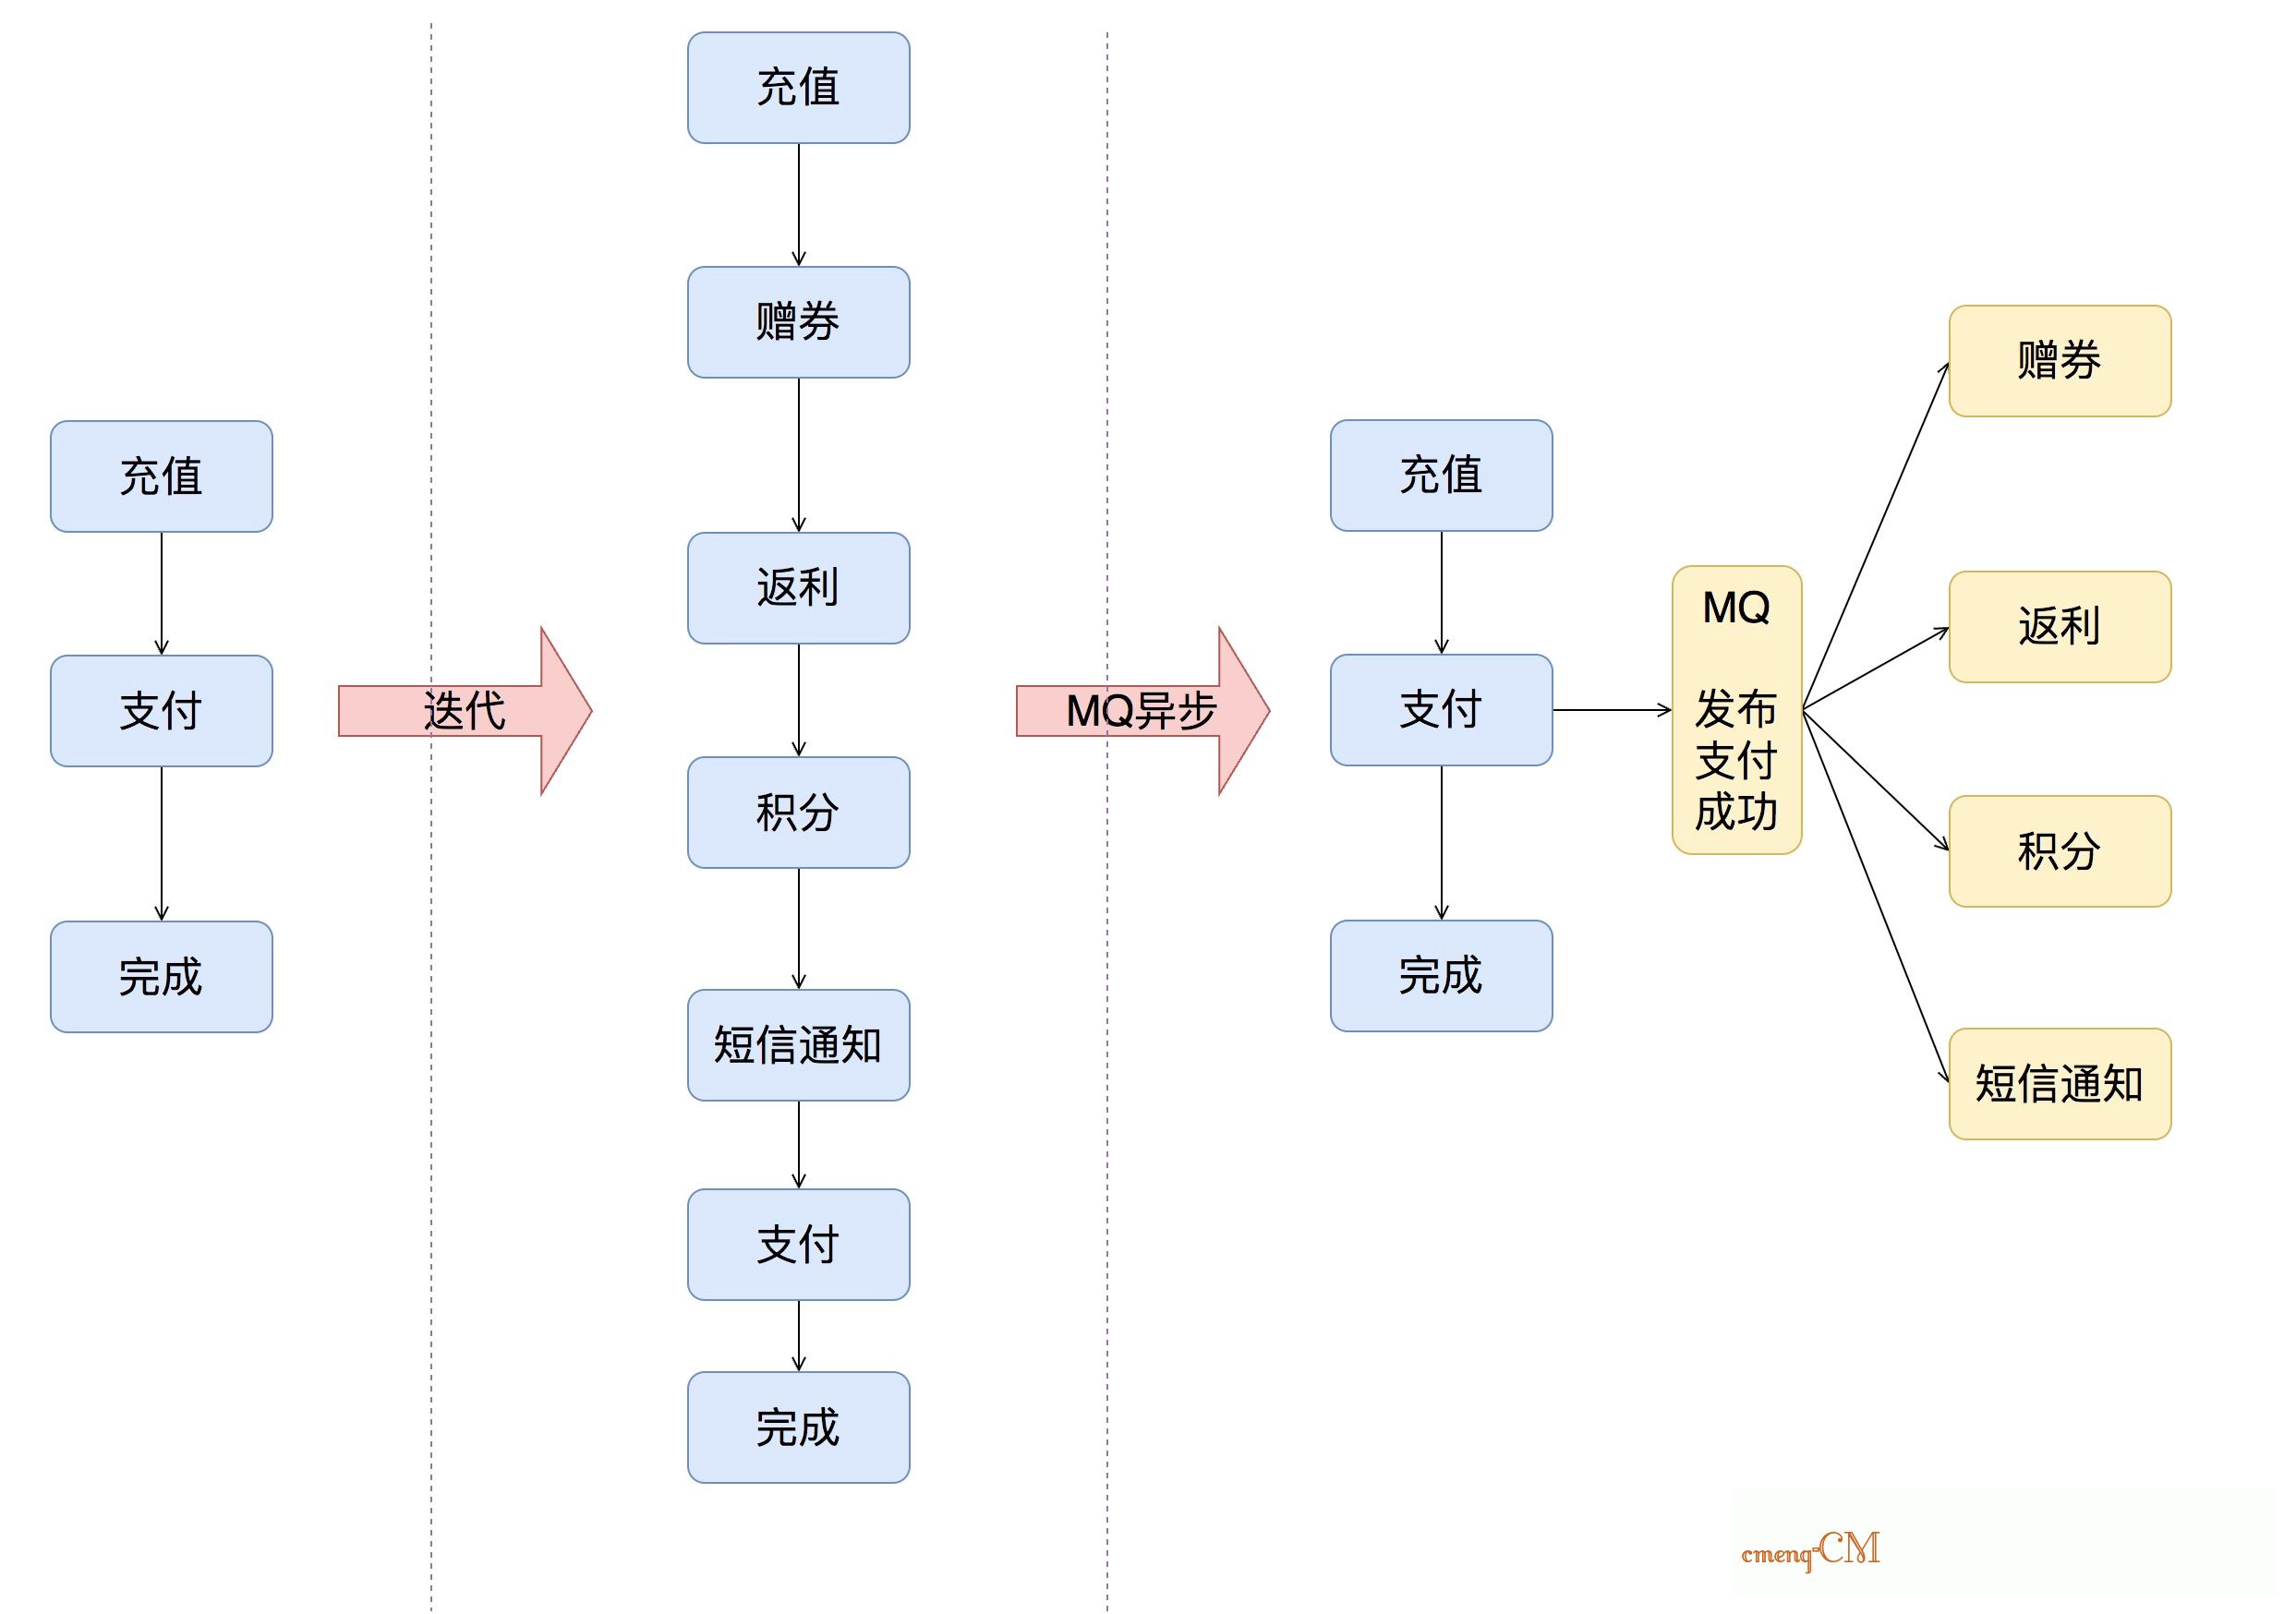 充值
支付
完成
迭代
充值
赠券
返利
积分
短信通知
支付
完成
MQ异步
充值
支付
完成
MQ
发布
支付
成功
赠券
返利
积分
短信通知
cmenq-CM